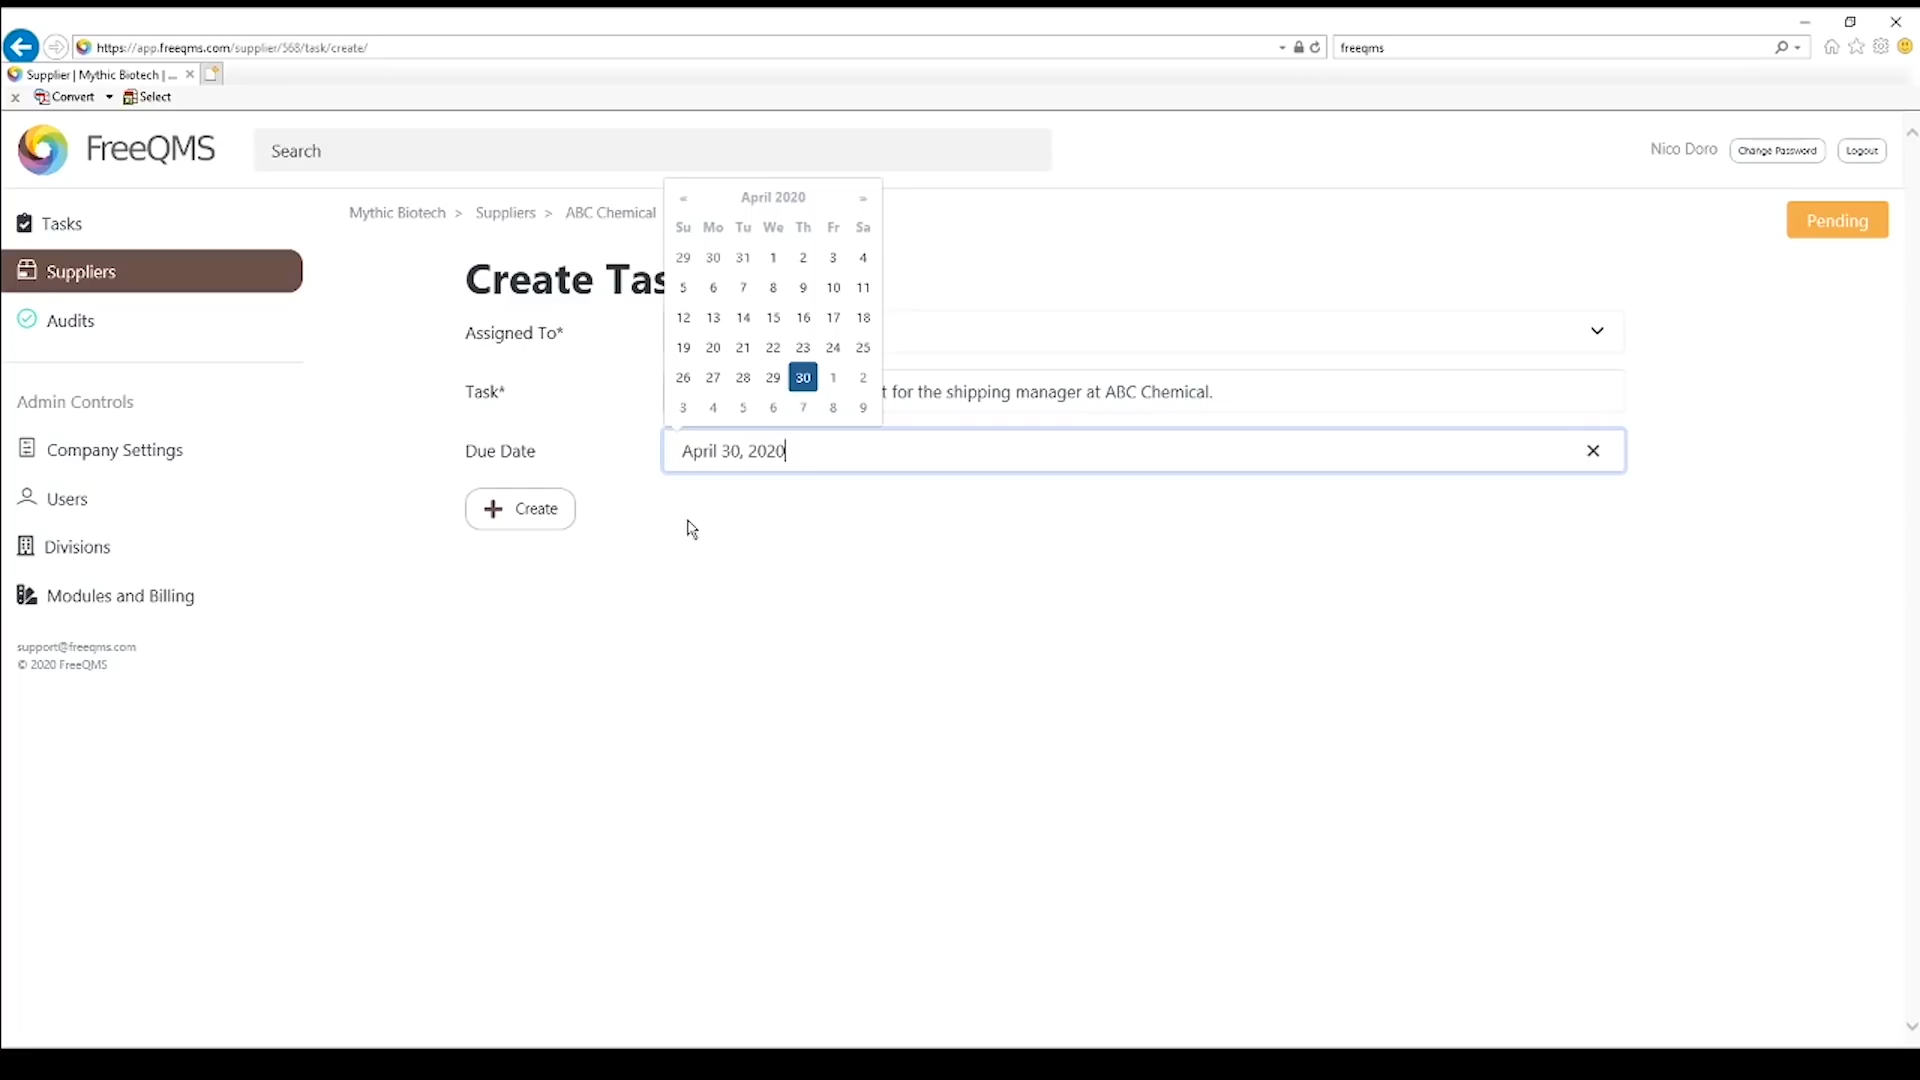 https://app.freeqms.com/supplier/568/task/create/
freeqms
Supplier | Mythic Biotech | ...
Convert
Select
FreeQMS
Search
Nico Doro
Change Password
Logout
Tasks
Suppliers
Audits
Admin Controls
Company Settings
Users
Divisions
Modules and Billing
support@freeqms.com
© 2020 FreeQMS
Mythic Biotech > Suppliers > ABC Chemical
Pending
Create Tas
Assigned To*
Task*
t for the shipping manager at ABC Chemical.
Due Date
April 30, 2020
Create
« April 2020 »
Su Mo Tu We Th Fr Sa
29 30 31 1 2 3 4
5 6 7 8 9 10 11
12 13 14 15 16 17 18
19 20 21 22 23 24 25
26 27 28 29 30 1 2
3 4 5 6 7 8 9